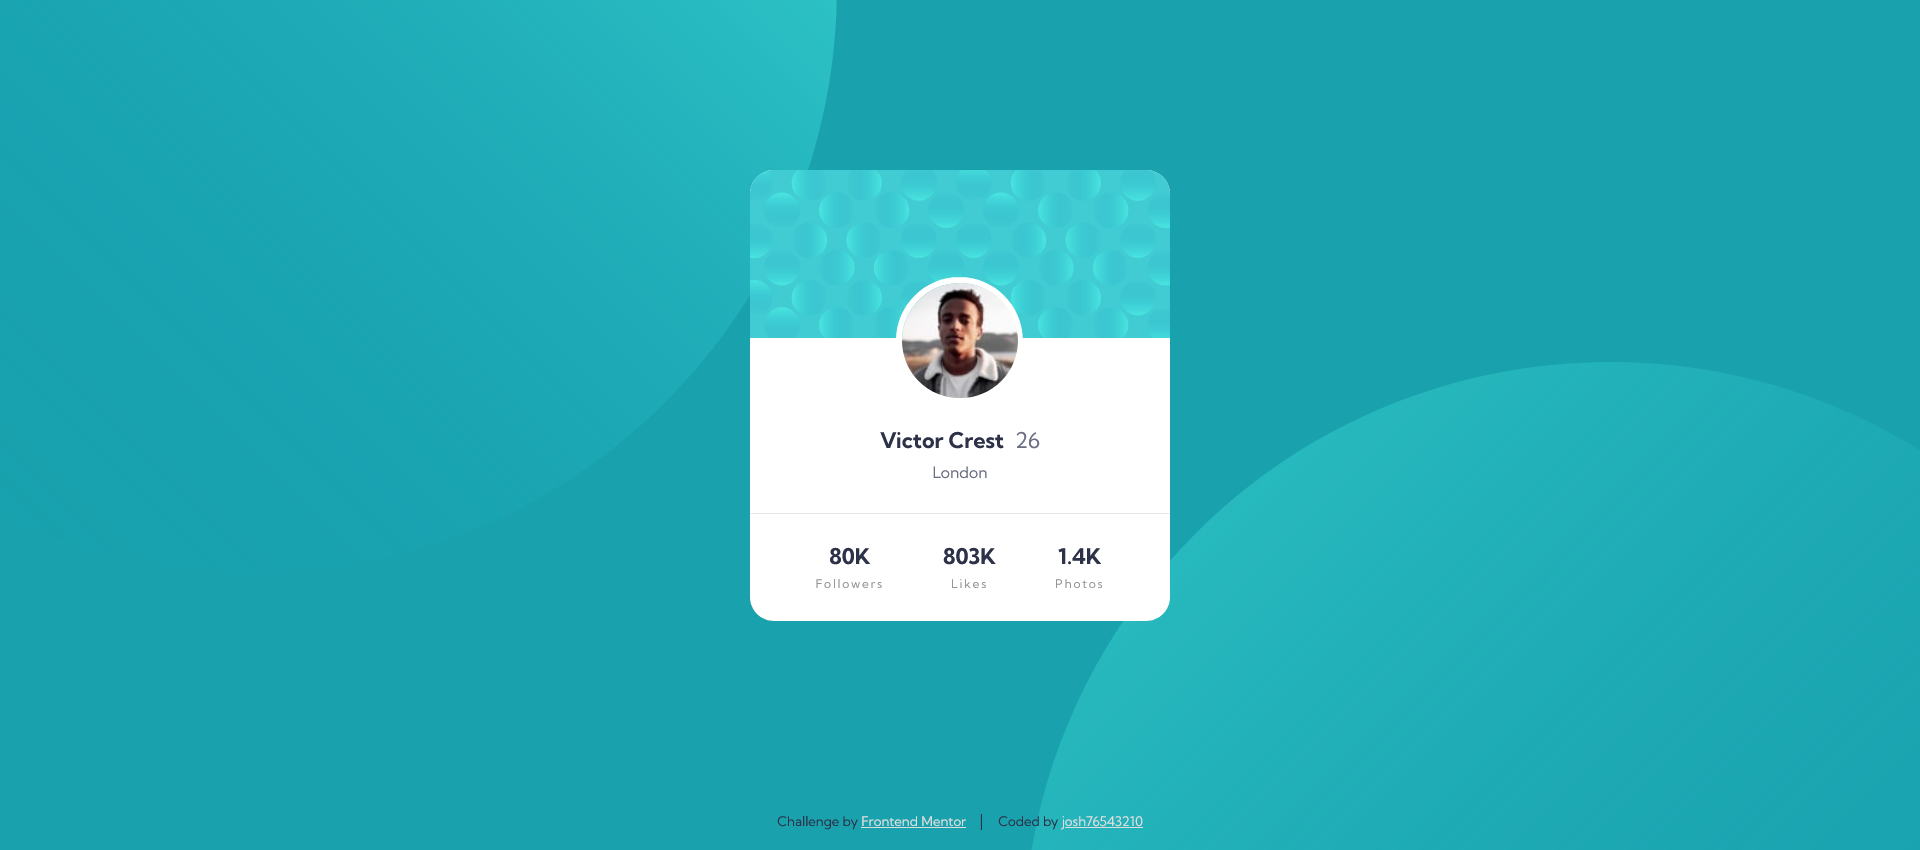 Victor Crest 26
London
80K 803K 1.4K
Followers Likes Photos
Challenge by Frontend Mentor | Coded by josh76543210